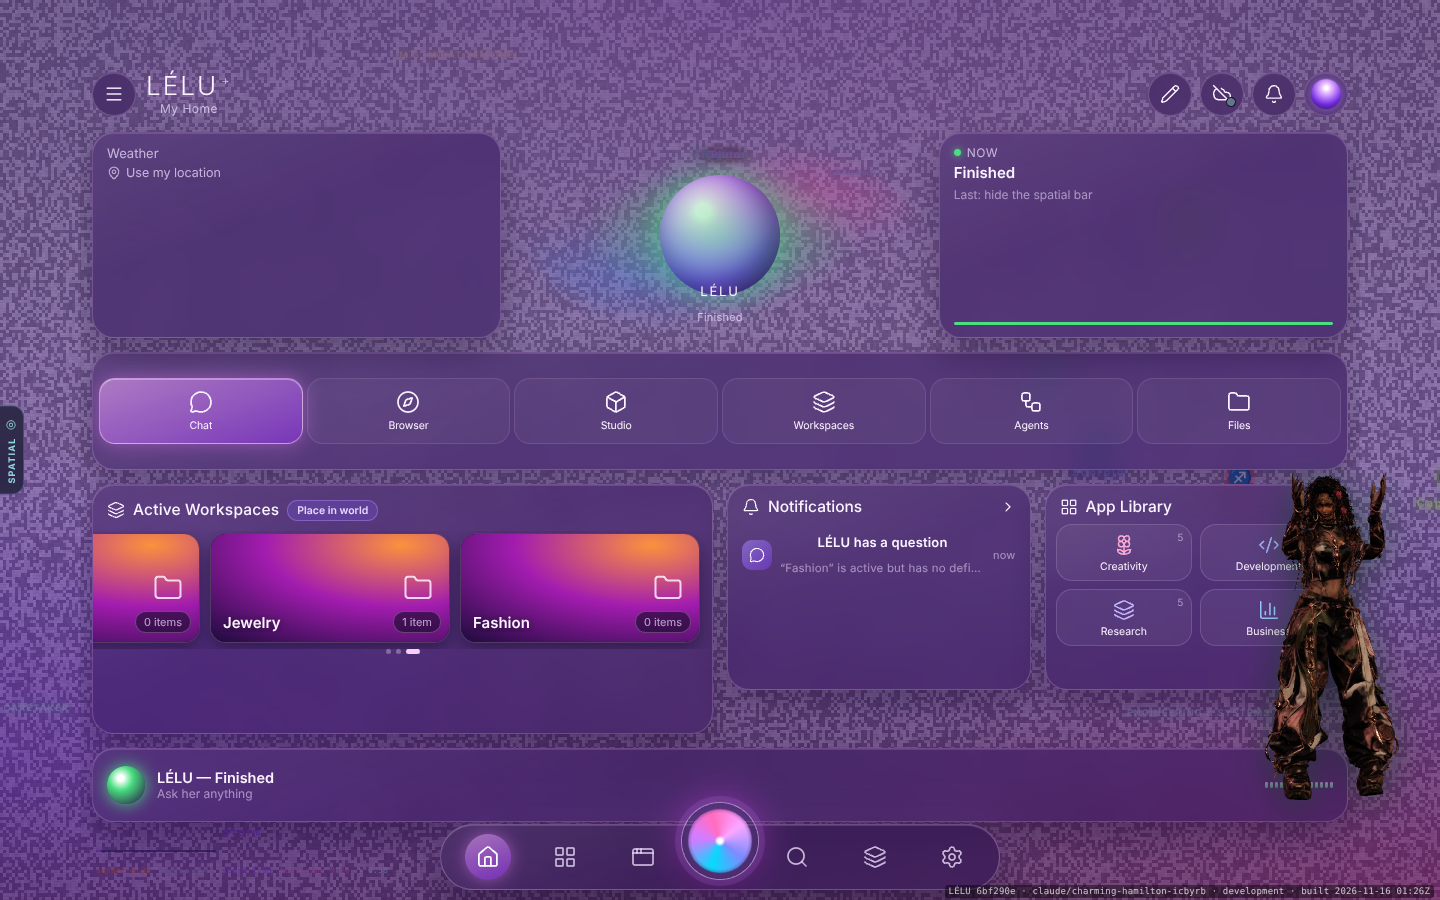 LÉLU +
My Home
Weather
Use my location
LÉLU
Finished
NOW
Finished
Last: hide the spatial bar
SPATIAL
Chat
Browser
Studio
Workspaces
Agents
Files
Active Workspaces
Place in world
0 items
Jewelry
1 item
Fashion
0 items
Notifications
LÉLU has a question
now
“Fashion” is active but has no defi...
App Library
5
Creativity
Development
5
Research
Business
LÉLU — Finished
Ask her anything
LÉLU 6bf290e · claude/charming-hamilton-icbyrb · development · built 2026-11-16 01:26Z